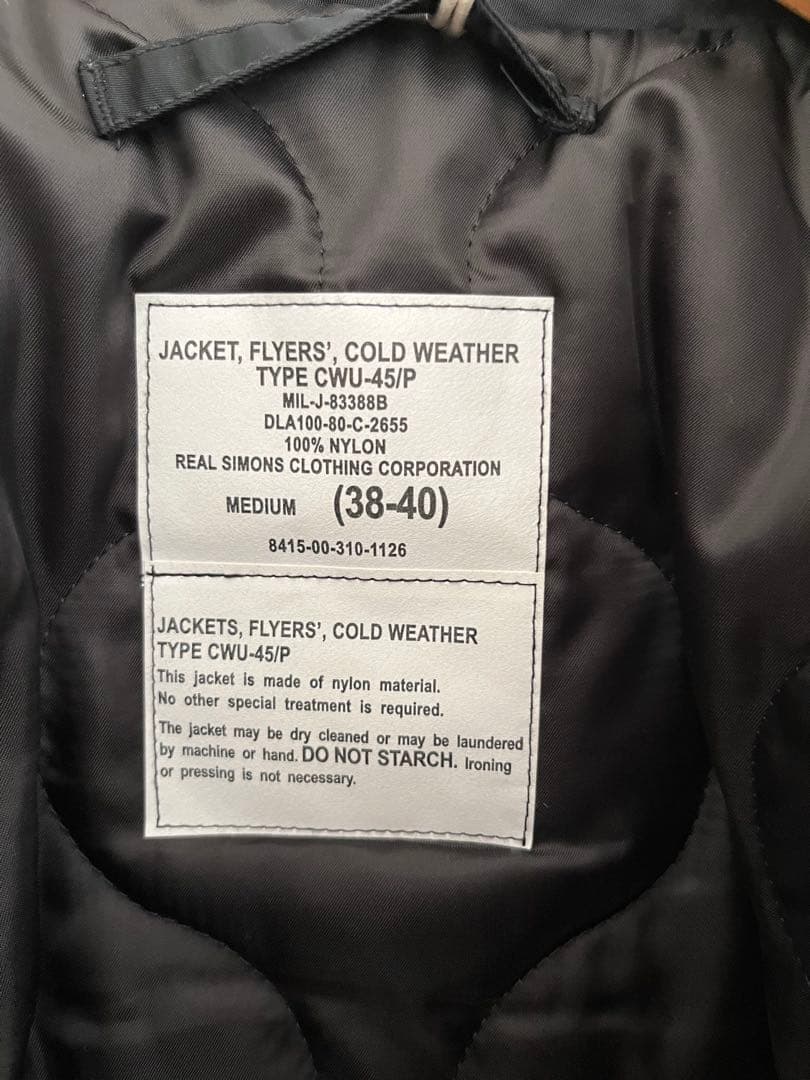 JACKET, FLYERS', COLD WEATHER
TYPE CWU-45/P
MIL-J-83388B
DLA100-80-C-2655
100% NYLON
REAL SIMONS CLOTHING CORPORATION
MEDIUM (38-40)
8415-00-310-1126
JACKETS, FLYERS', COLD WEATHER
TYPE CWU-45/P
This jacket is made of nylon material.
No other special treatment is required.
The jacket may be dry cleaned or may be laundered
by machine or hand. DO NOT STARCH. Ironing
or pressing is not necessary.